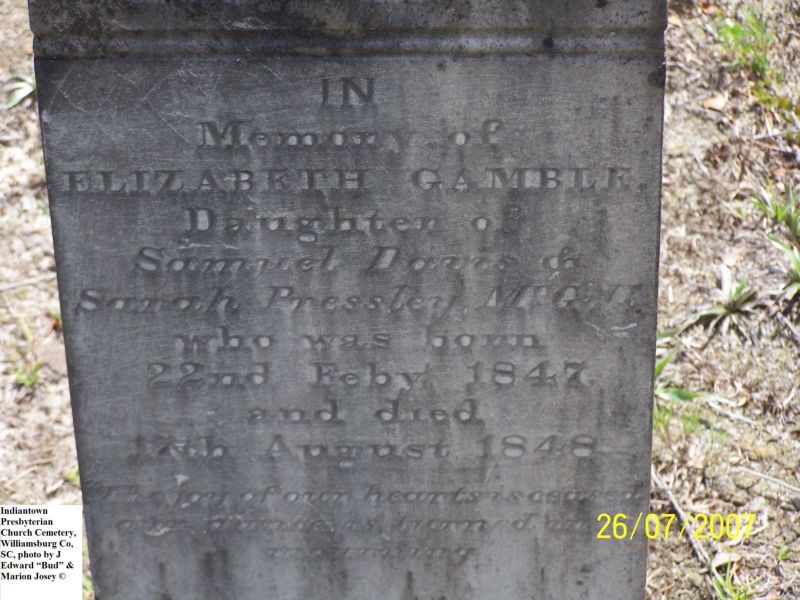 IN
Memory of
ELIZABETH GAMBLE.
Daughter of
Samuel Davis &
Sarah Pressley McGill
who was born
22nd Feby 1847
and died
17th August 1848
"The joy of our hearts is ceased
our dance is turned into
mourning
26/07/2007
Indiantown
Presbyterian
Church Cemetery,
Williamsburg Co,
SC, photo by J
Edward “Bud” &
Marion Josey ©